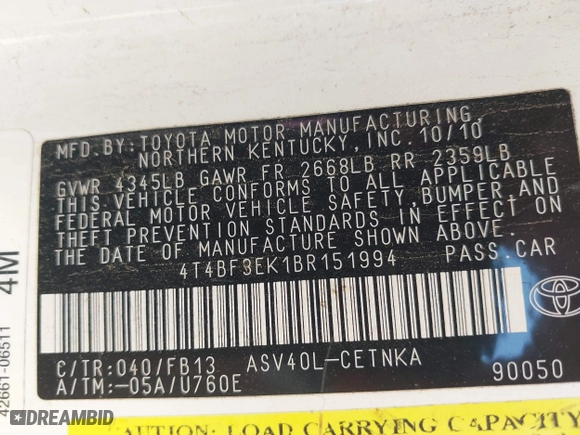 MFD.BY:TOYOTA MOTOR MANUFACTURING,
NORTHERN KENTUCKY,INC.10/10
GVWR 4345LB GAWR FR 2668LB RR 2359LB
THIS VEHICLE CONFORMS TO ALL APPLICABLE
FEDERAL MOTOR VEHICLE SAFETY,BUMPER,AND
THEFT PREVENTION STANDARDS IN EFFECT ON
THE DATE OF MANUFACTURE SHOWN ABOVE.
4T4BF3EK1BR151994 PASS.CAR
C/TR:040/FB13 ASV40L-CETNKA
A/TM:-05A/U760E 90050
42661-06511 4M
CAUTION: LOAD CARRYING CAPACITY
DREAMBID